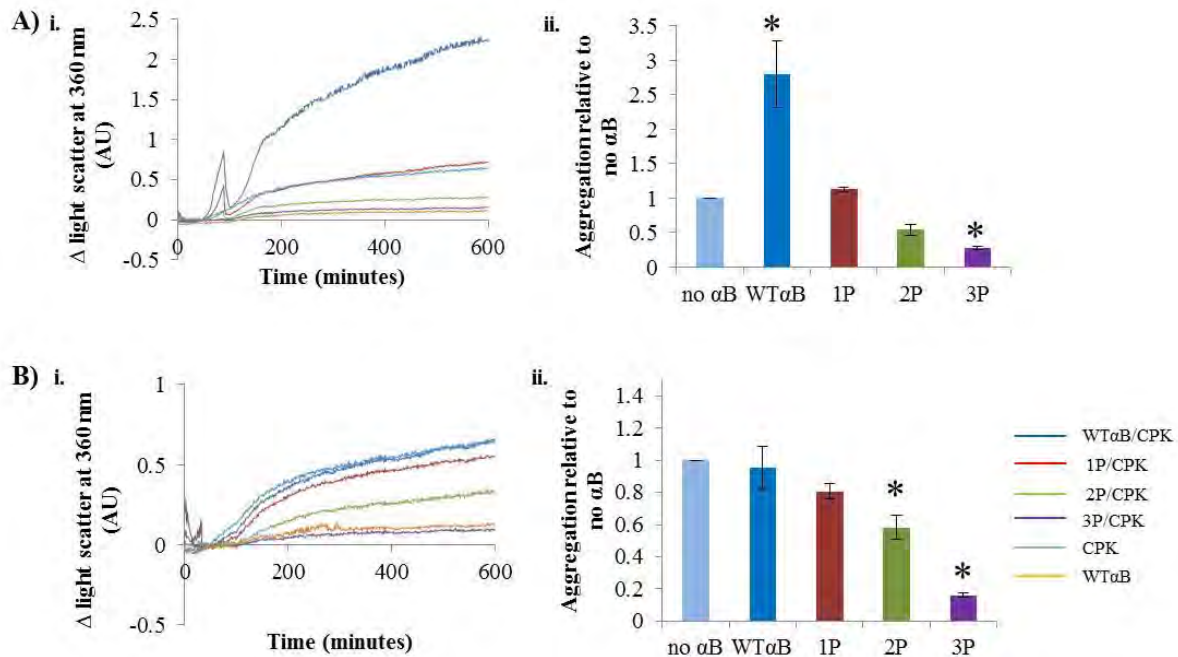 A) i.
Δ light scatter at 360 nm
(AU)
2.5
2
1.5
1
0.5
0
-0.5
0
200
400
600
Time (minutes)
ii.
Aggregation relative to
no αB
3.5
3
2.5
2
1.5
1
0.5
0
*
*
no αB
WTαB
1P
2P
3P
B) i.
Δ light scatter at 360 nm
(AU)
1
0.5
0
-0.5
0
200
400
600
Time (minutes)
ii.
Aggregation relative to
no αB
1.4
1.2
1
0.8
0.6
0.4
0.2
0
*
*
no αB
WTαB
1P
2P
3P
WTαB/CPK
1P/CPK
2P/CPK
3P/CPK
CPK
WTαB